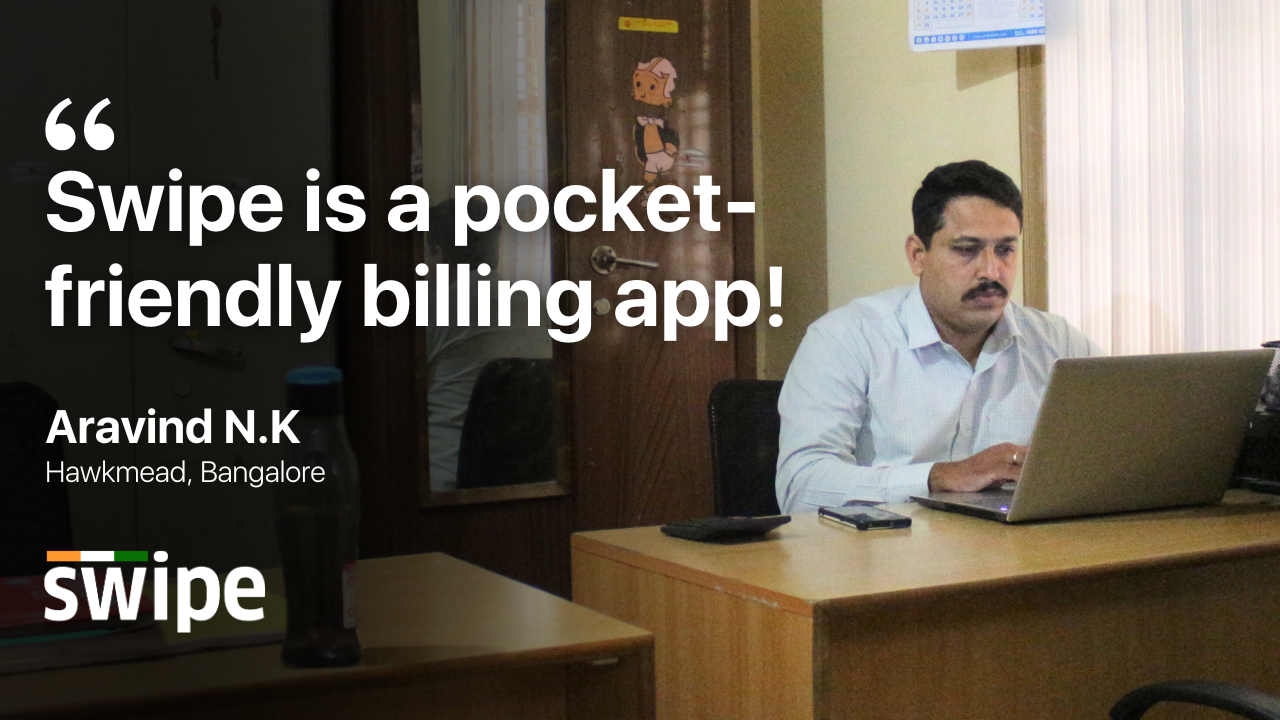 “
Swipe is a pocket-
friendly billing app!
Aravind N.K
Hawkmead, Bangalore
swipe